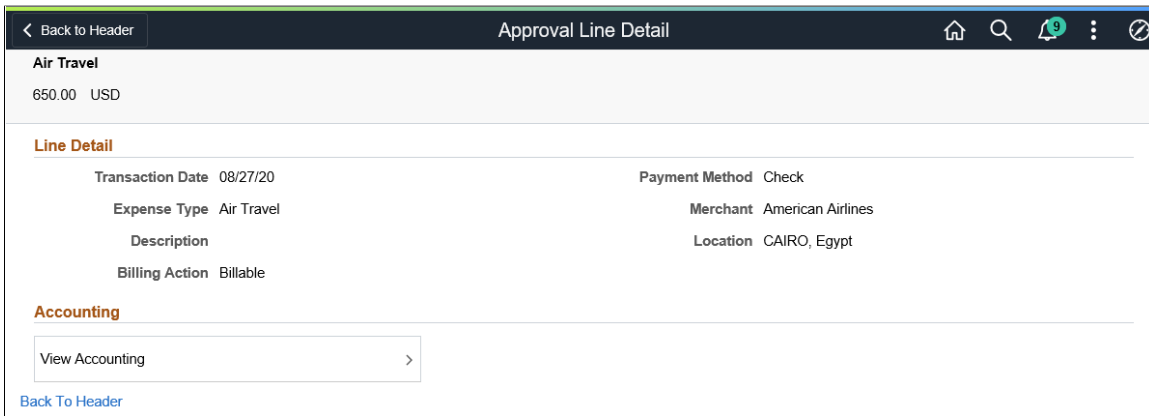 Back to Header
Approval Line Detail
9
Air Travel
650.00 USD
Line Detail
Transaction Date 08/27/20
Payment Method Check
Expense Type Air Travel
Merchant American Airlines
Description
Location CAIRO, Egypt
Billing Action Billable
Accounting
View Accounting
Back To Header